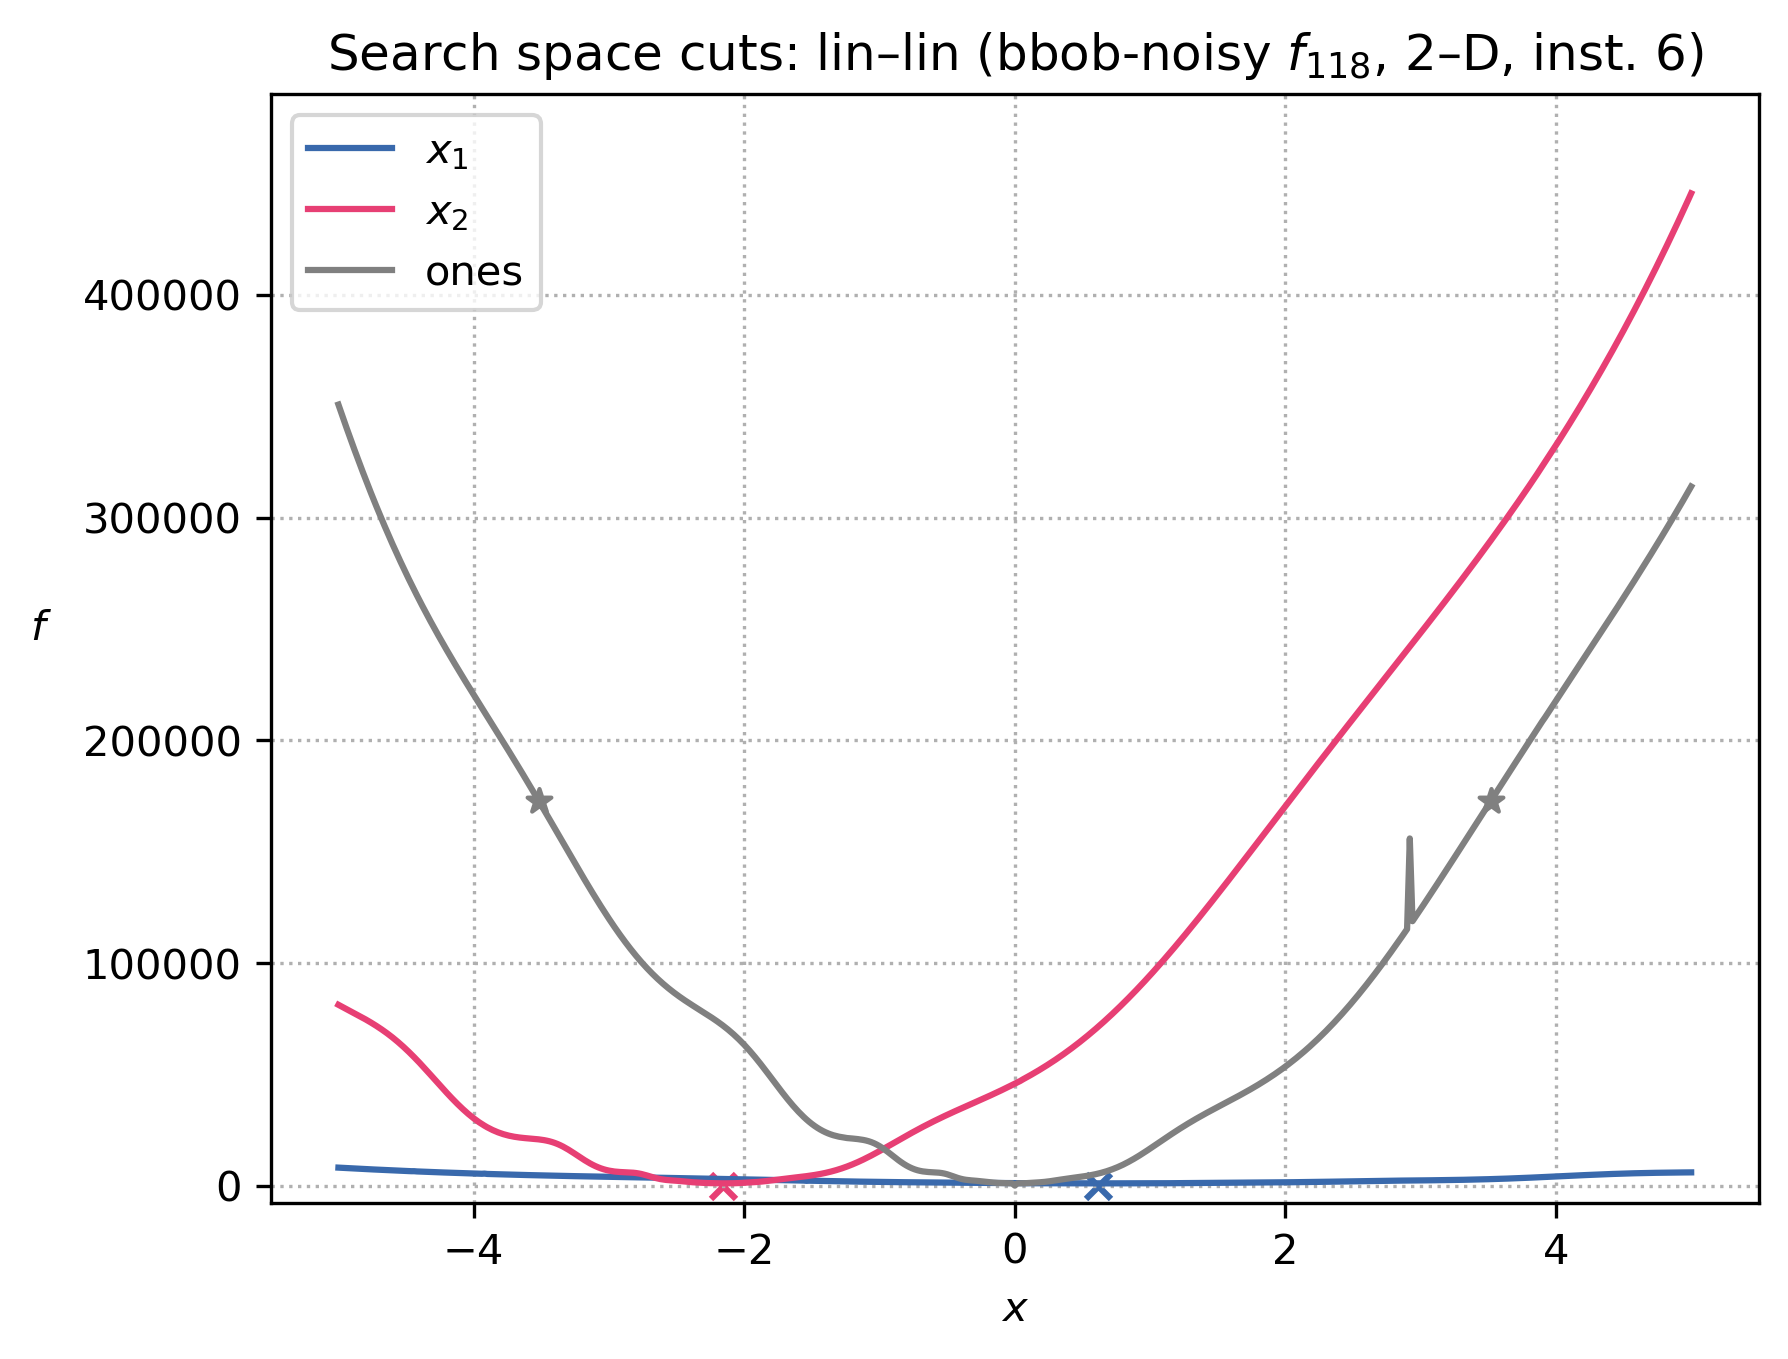 Search space cuts: lin–lin (bbob-noisy f₁₁₈, 2–D, inst. 6)
x₁
x₂
ones
400000
300000
200000
100000
0
f
−4 −2 0 2 4
x